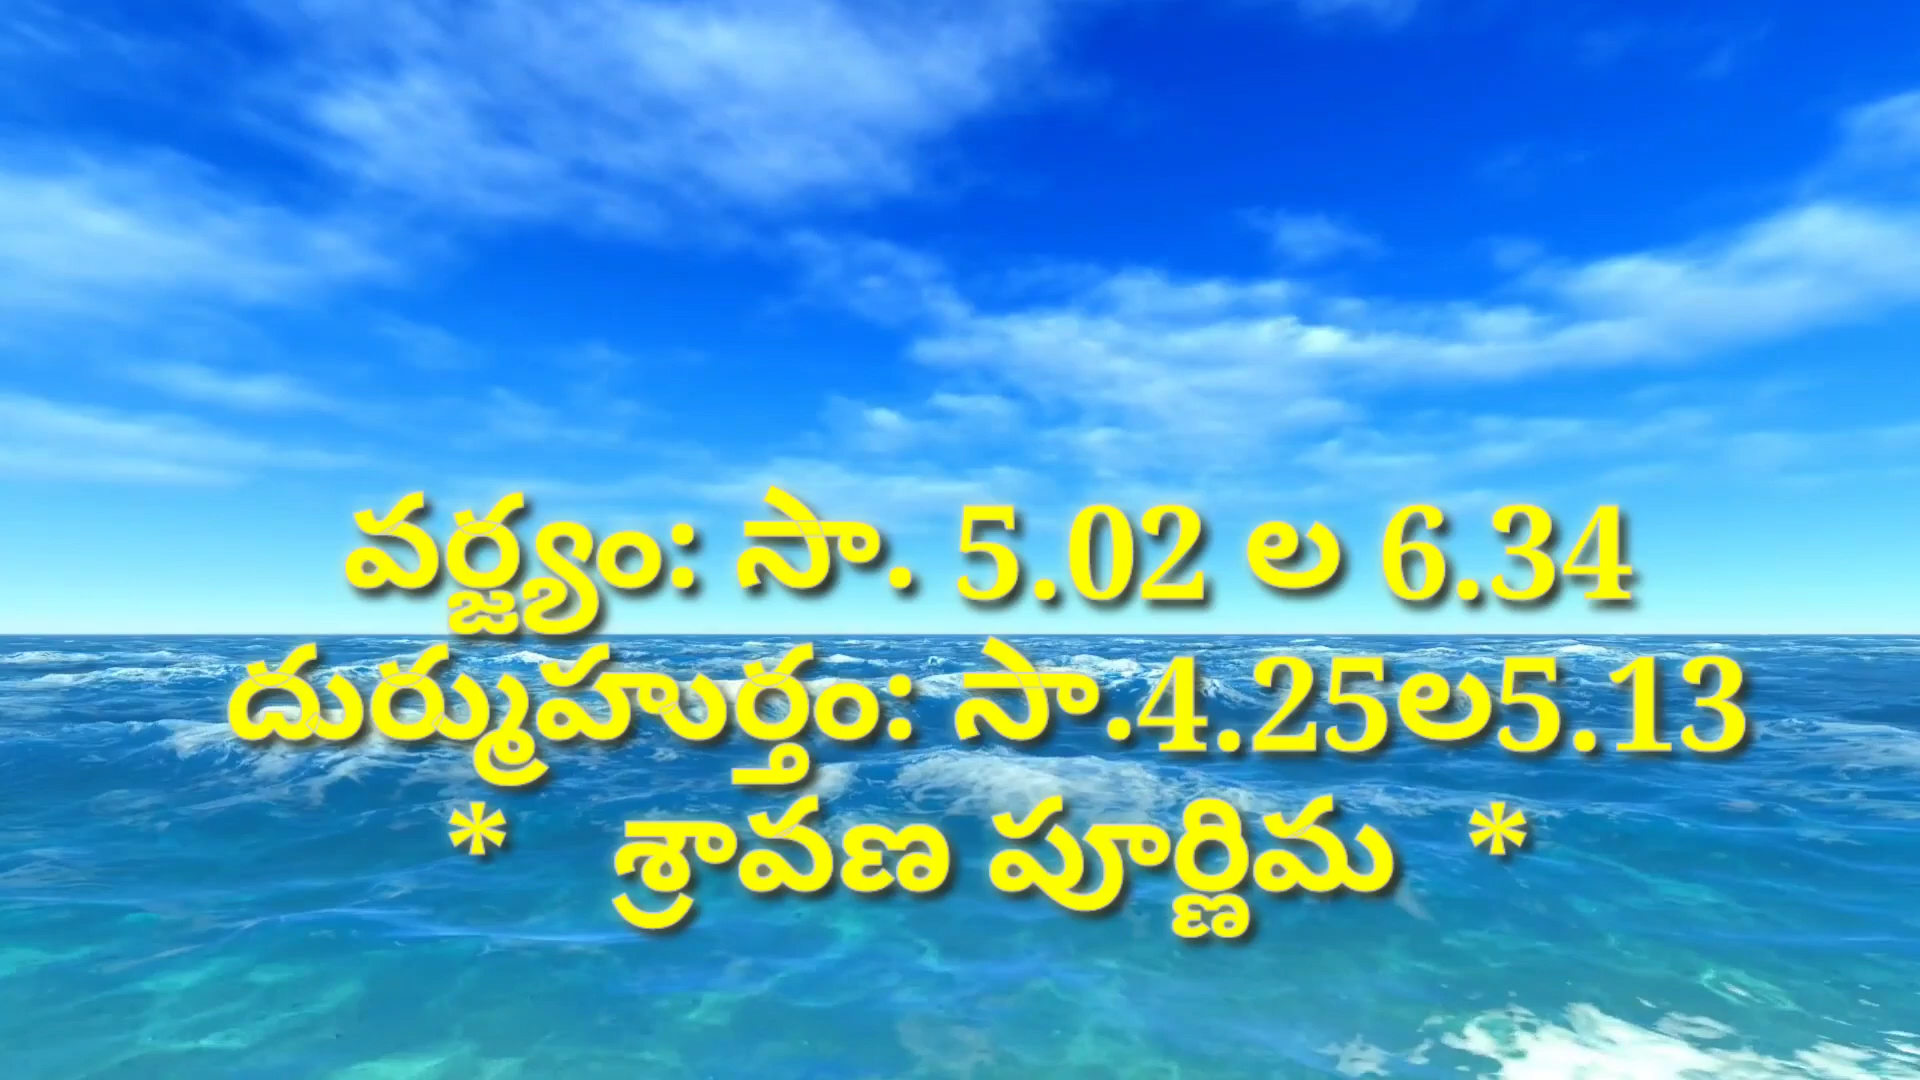 వర్జ్యం: సా. 5.02 ల 6.34
దుర్ముహుర్తం: సా.4.25ల5.13
* శ్రావణ పూర్ణిమ *